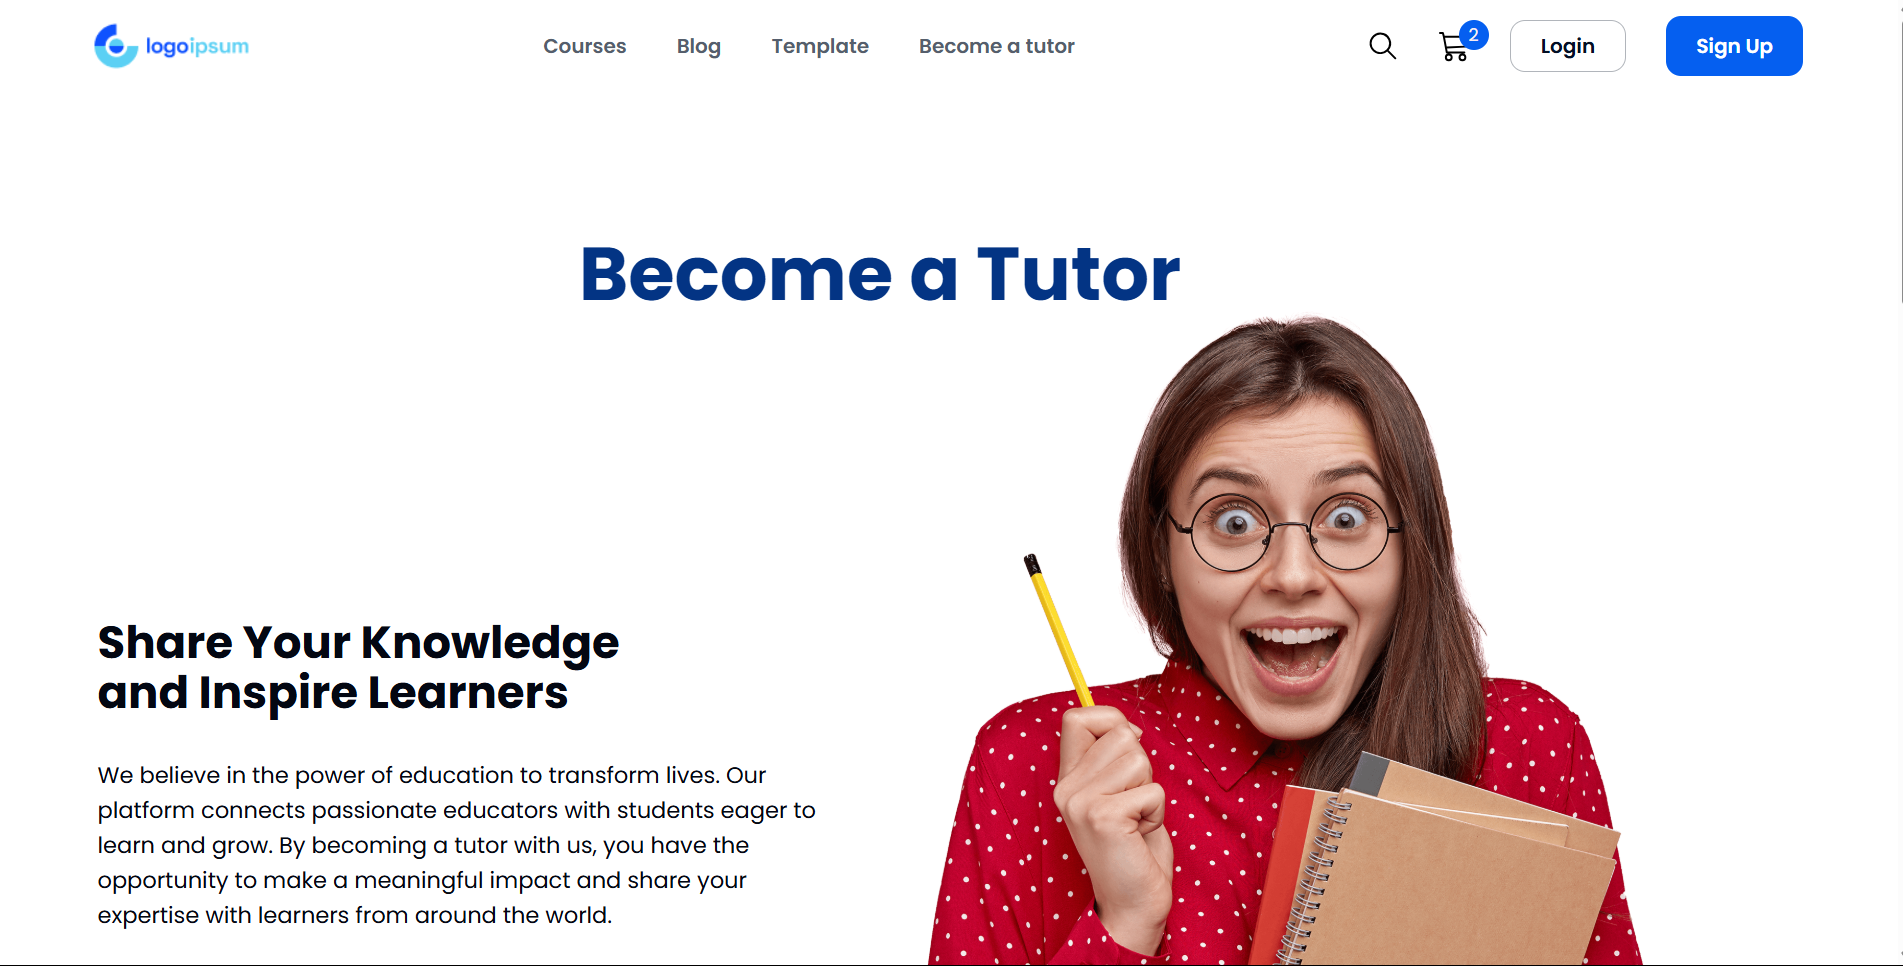 logoipsum
Courses
Blog
Template
Become a tutor
2
Login
Sign Up
Become a Tutor
Share Your Knowledge
and Inspire Learners
We believe in the power of education to transform lives. Our
platform connects passionate educators with students eager to
learn and grow. By becoming a tutor with us, you have the
opportunity to make a meaningful impact and share your
expertise with learners from around the world.